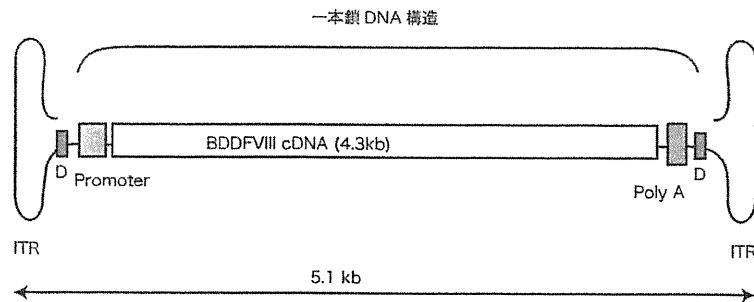 一本鎖 DNA 構造
BDDFVIII cDNA (4.3kb)
D
Promoter
Poly A
D
ITR
ITR
5.1 kb